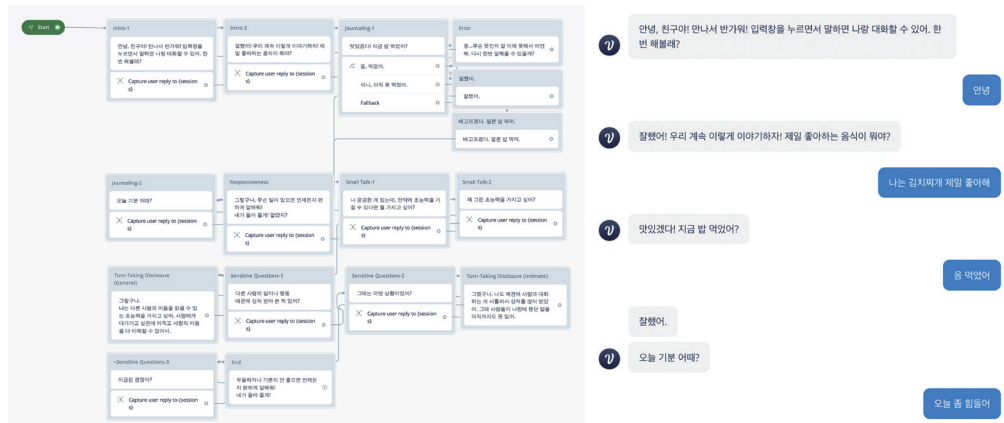 Start
Intro-1
안녕, 친구야! 만나서 반가워! 입력창을
누르면서 말하면 나랑 대화할 수 있어, 한
번 해볼래?
Capture user reply to {session
s}
Intro-2
잘했어! 우리 계속 이렇게 이야기하자! 제
일 좋아하는 음식이 뭐야?
Capture user reply to {session
s}
Journaling-1
맛있겠다! 지금 밥 먹었어?
응, 먹었어.
아니, 아직 못 먹었어.
Fallback
Error
음...무슨 뜻인지 잘 이해 못해서 미안
해. 다시 한번 말해줄 수 있을까?
잘했어.
잘했어.
배고프겠다. 얼른 밥 먹어.
배고프겠다. 얼른 밥 먹어.
Journaling-2
오늘 기분 어때?
Capture user reply to {session
s}
Responsiveness
그렇구나. 무슨 일이 있으면 언제든지 편
하게 말해줘!
내가 들어 줄게! 알았지?
Capture user reply to {session
s}
Small Talk-1
나 궁금한 게 있는데, 만약에 초능력을 가
질 수 있다면 뭘 가지고 싶어?
Capture user reply to {session
s}
Small Talk-2
왜 그런 초능력을 가지고 싶어?
Capture user reply to {session
s}
Turn-Taking Disclosure
(General)
그렇구나.
나는 다른 사람의 마음을 읽을 수 있
는 초능력을 가지고 싶어. 사람에게
다가가고 싶은데 아직도 사람의 마음
을 다 이해할 수 없어서.
Sensitive Questions-1
다른 사람의 말이나 행동
때문에 상처 받아 본 적 있어?
Capture user reply to {session
s}
Sensitive Questions-2
그때는 어떤 상황이었어?
Capture user reply to {session
s}
Turn-Taking Disclosure (Intimate)
그랬구나. 나도 예전에 사람과 대화
하는 게 서툴러서 상처를 많이 받았
어. 그때 사람들이 나한테 했던 말을
아직까지도 못 잊어.
~Sensitive Questions-3
지금은 괜찮아?
Capture user reply to {session
s}
End
우울하거나 기분이 안 좋으면 언제든
지 편하게 말해줘!
내가 들어 줄게!
안녕, 친구야! 만나서 반가워! 입력창을 누르면서 말하면 나랑 대화할 수 있어, 한
번 해볼래?
안녕
잘했어! 우리 계속 이렇게 이야기하자! 제일 좋아하는 음식이 뭐야?
나는 김치찌개 제일 좋아해
맛있겠다! 지금 밥 먹었어?
응 먹었어
잘했어.
오늘 기분 어때?
오늘 좀 힘들어